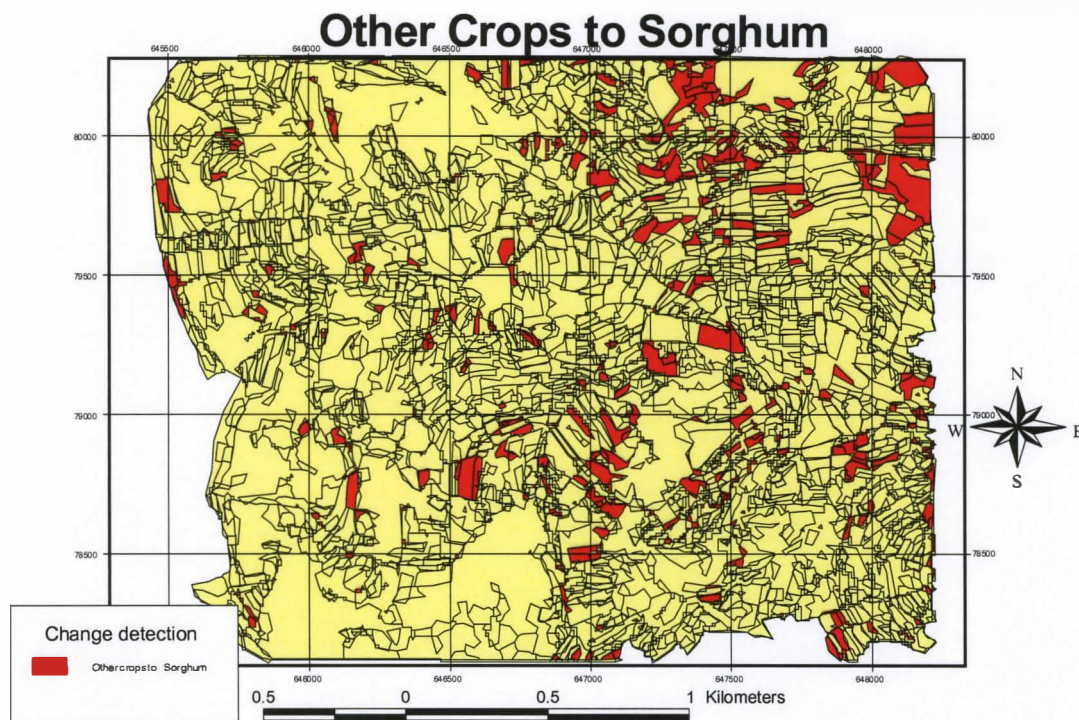 Other Crops to Sorghum
645500 646000 646500 647000 647500 648000
80000 80000
79500 79500
79000 79000
78500 78500
N
W E
S
Change detection
Othercropsto Sorghum
646000 646500 647000 647500 648000
0.5 0 0.5 1 Kilometers